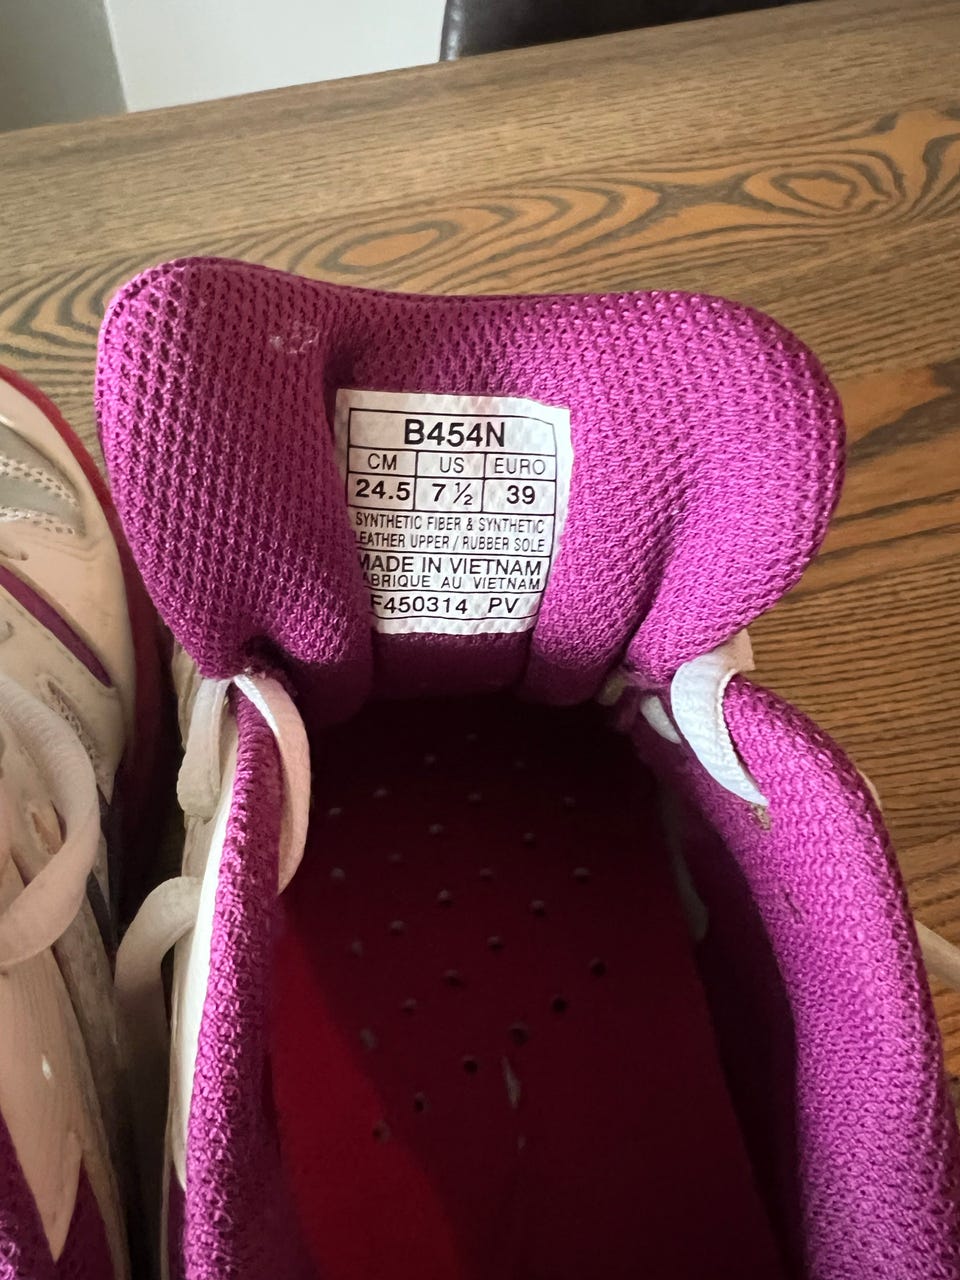 B454N
CM US EURO
24.5 7 ½ 39
SYNTHETIC FIBER & SYNTHETIC
LEATHER UPPER / RUBBER SOLE
MADE IN VIETNAM
FABRIQUE AU VIETNAM
F450314 PV